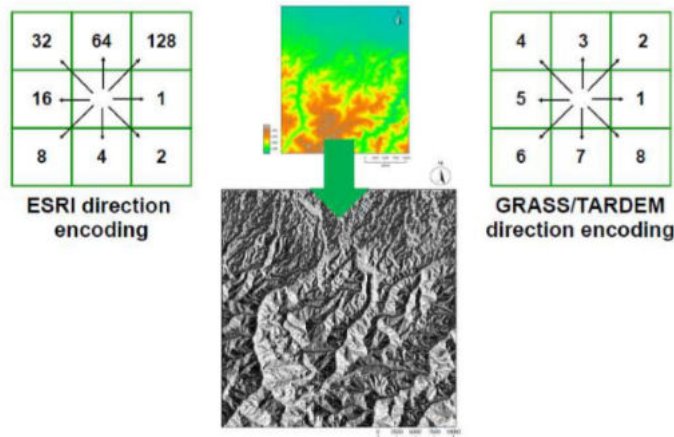 32 64 128
16 1
8 4 2
ESRI direction
encoding
4 3 2
5 1
6 7 8
GRASS/TARDEM
direction encoding